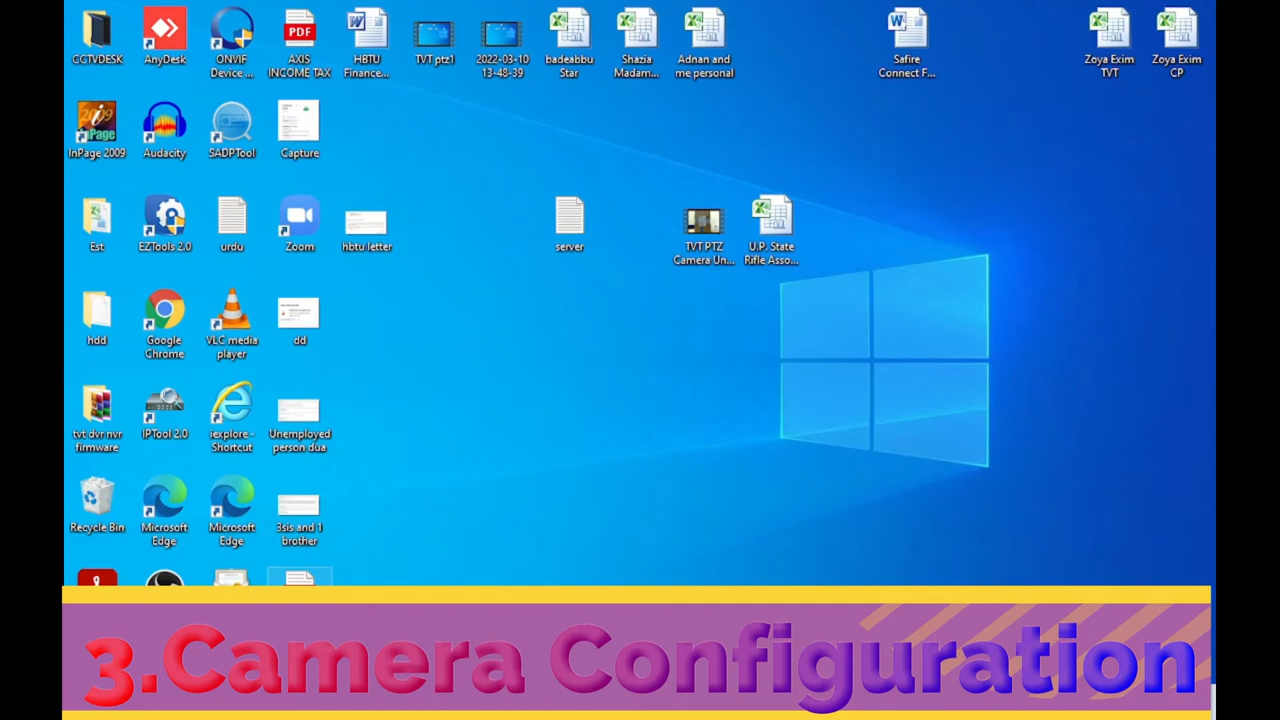 CCTVDESK
AnyDesk
ONVIF
Device ...
PDF
AXIS
INCOME TAX
HBTU
Finance...
TVT ptz1
2022-03-10
13-48-39
badeabbu
Star
Shazia
Madam...
Adnan and
me personal
Safire
Connect F...
Zoya Exim
TVT
Zoya Exim
CP
2009
InPage
InPage 2009
Audacity
SADPTool
Capture
Est
EZTools 2.0
urdu
Zoom
hbtu letter
server
TVT PTZ
Camera Un...
U.P. State
Rifle Asso...
hdd
Google
Chrome
VLC media
player
dd
tvt dvr nvr
firmware
IPTool 2.0
iexplore -
Shortcut
Unemployed
person dua
Recycle Bin
Microsoft
Edge
Microsoft
Edge
3sis and 1
brother
3.Camera Configuration